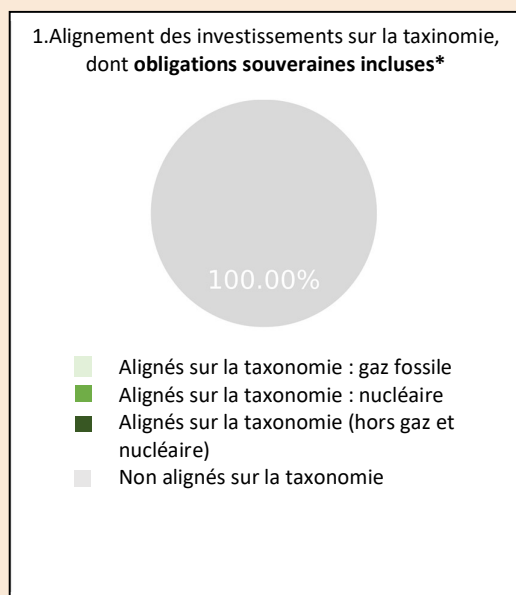 1.Alignement des investissements sur la taxinomie,
dont obligations souveraines incluses*
100.00%
Alignés sur la taxonomie : gaz fossile
Alignés sur la taxonomie : nucléaire
Alignés sur la taxonomie (hors gaz et
nucléaire)
Non alignés sur la taxonomie